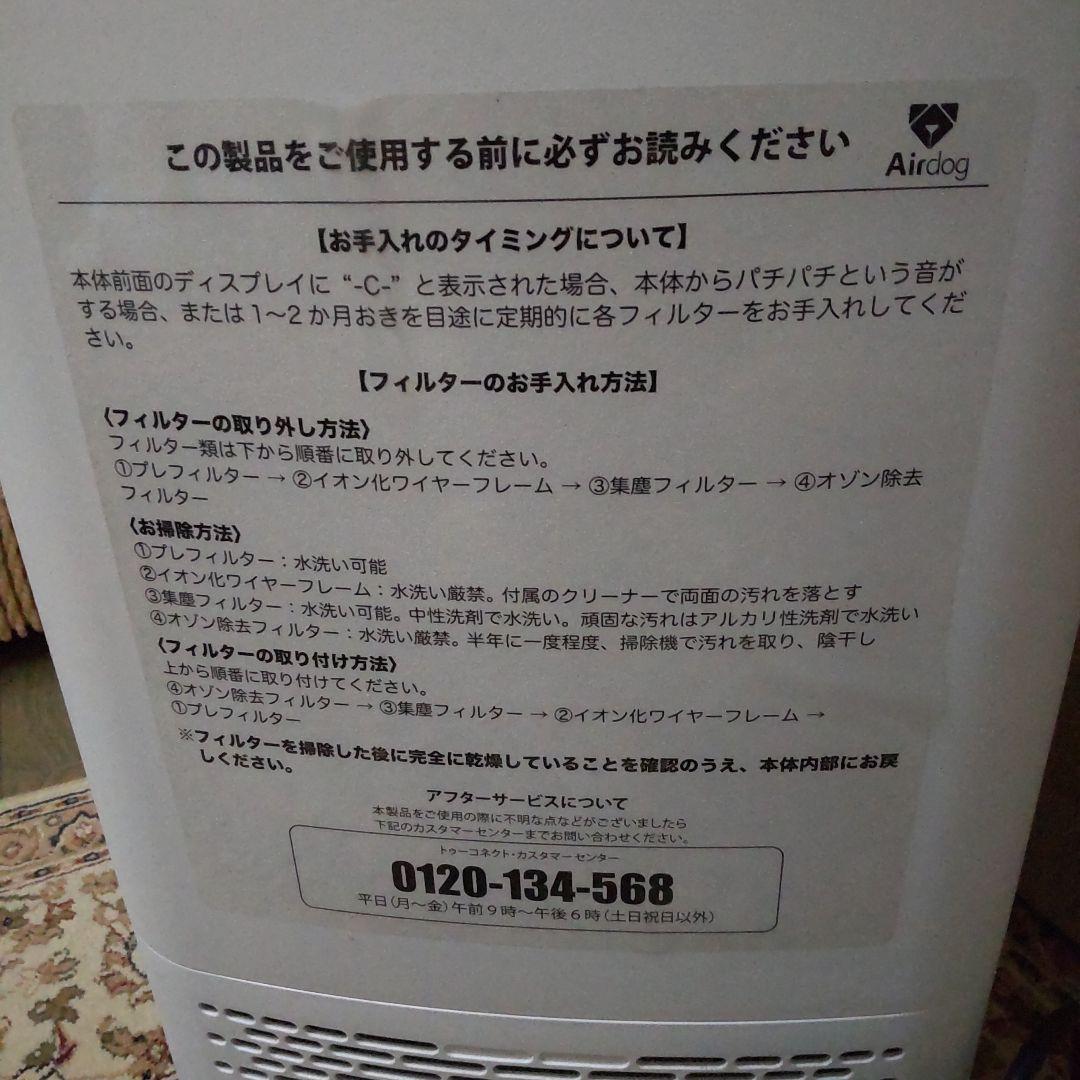 この製品をご使用する前に必ずお読みください
Airdog
【お手入れのタイミングについて】
本体前面のディスプレイに“-C-”と表示された場合、本体からパチパチという音が
する場合、または1〜2か月おきを目途に定期的に各フィルターをお手入れしてくだ
さい。
【フィルターのお手入れ方法】
〈フィルターの取り外し方法〉
フィルター類は下から順番に取り外してください。
①プレフィルター → ②イオン化ワイヤーフレーム → ③集塵フィルター → ④オゾン除去
フィルター
〈お掃除方法〉
①プレフィルター：水洗い可能
②イオン化ワイヤーフレーム：水洗い厳禁。付属のクリーナーで両面の汚れを落とす
③集塵フィルター：水洗い可能。中性洗剤で水洗い。頑固な汚れはアルカリ性洗剤で水洗い
④オゾン除去フィルター：水洗い厳禁。半年に一度程度、掃除機で汚れを取り、陰干し
〈フィルターの取り付け方法〉
上から順番に取り付けてください。
④オゾン除去フィルター → ③集塵フィルター → ②イオン化ワイヤーフレーム →
①プレフィルター
※フィルターを掃除した後に完全に乾燥していることを確認のうえ、本体内部にお戻
しください。
アフターサービスについて
本製品をご使用の際に不明な点などがございましたら
下記のカスタマーセンターまでお問い合わせください。
トゥーコネクト・カスタマーセンター
0120-134-568
平日（月〜金）午前9時〜午後6時（土日祝日以外）